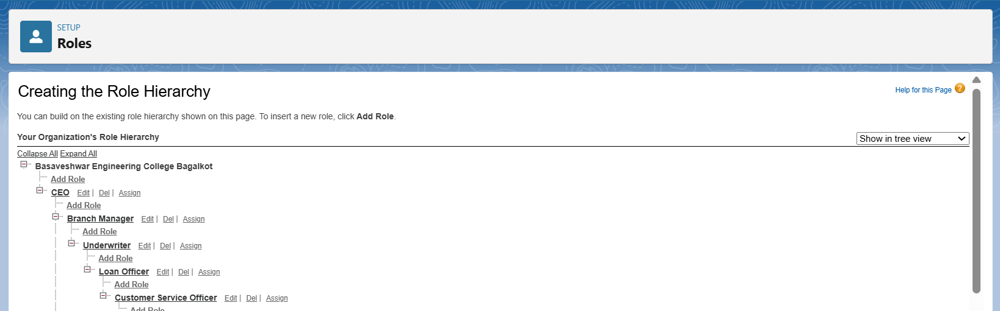 SETUP
Roles
Creating the Role Hierarchy
Help for this Page ?
You can build on the existing role hierarchy shown on this page. To insert a new role, click Add Role.
Your Organization's Role Hierarchy
Show in tree view
Collapse All Expand All
Basaveshwar Engineering College Bagalkot
Add Role
CEO Edit | Del | Assign
Add Role
Branch Manager Edit | Del | Assign
Add Role
Underwriter Edit | Del | Assign
Add Role
Loan Officer Edit | Del | Assign
Add Role
Customer Service Officer Edit | Del | Assign
Add Role